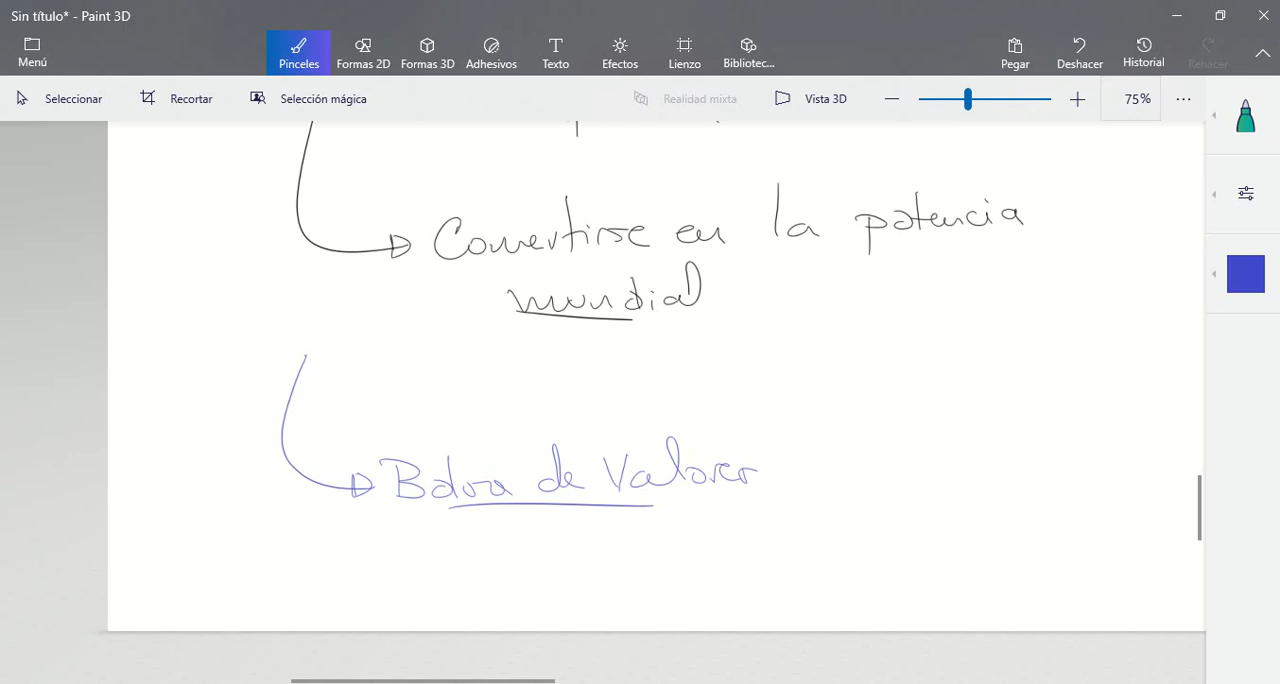 Sin título* - Paint 3D
Menú
Pinceles
Formas 2D
Formas 3D
Adhesivos
Texto
Efectos
Lienzo
Bibliotec...
Pegar
Deshacer
Historial
Rehacer
Seleccionar
Recortar
Selección mágica
Realidad mixta
Vista 3D
75%
Convertirse en la potencia
mundial
Bolsa de Valores